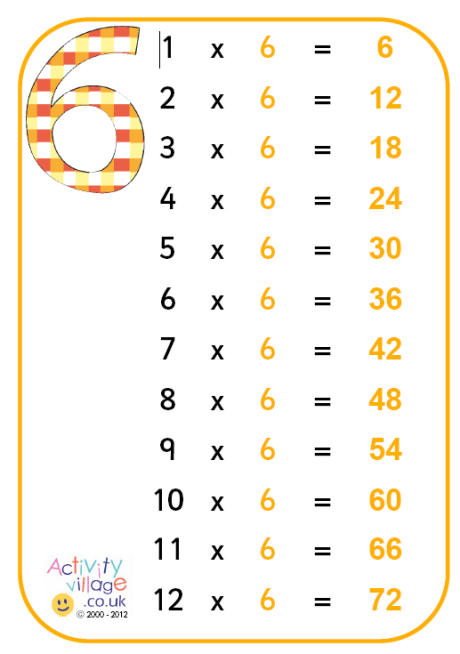 6
1 x 6 = 6
2 x 6 = 12
3 x 6 = 18
4 x 6 = 24
5 x 6 = 30
6 x 6 = 36
7 x 6 = 42
8 x 6 = 48
9 x 6 = 54
10 x 6 = 60
11 x 6 = 66
12 x 6 = 72
Activity
village
.co.uk
© 2000 - 2012